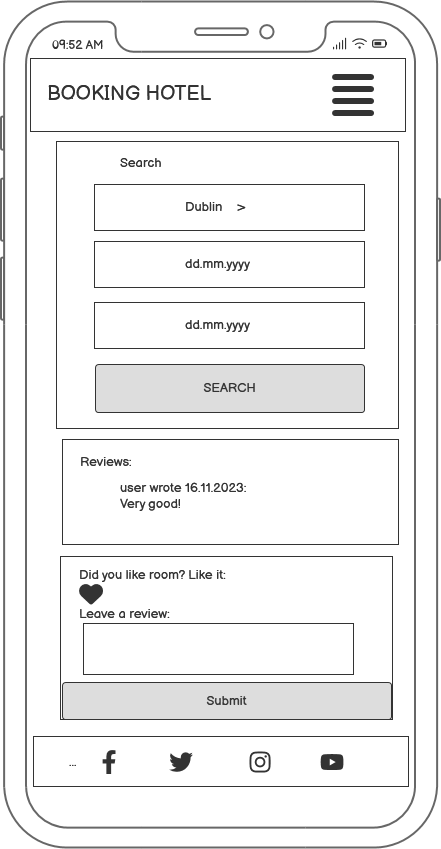 09:52 AM
BOOKING HOTEL
Search
Dublin >
dd.mm.yyyy
dd.mm.yyyy
SEARCH
Reviews:
user wrote 16.11.2023:
Very good!
Did you like room? Like it:
Leave a review:
Submit
...